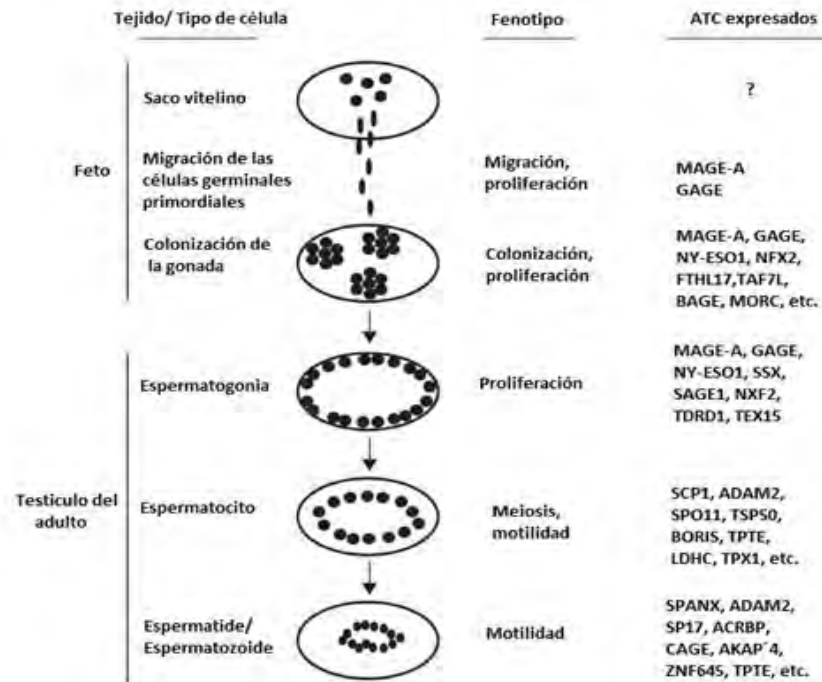 Tejido/ Tipo de célula
Fenotipo
ATC expresados
Feto
Saco vitelino
?
Migración de las
células germinales
primordiales
Migración,
proliferación
MAGE-A
GAGE
Colonización de
la gonada
Colonización,
proliferación
MAGE-A, GAGE,
NY-ESO1, NFX2,
FTHL17,TAF7L,
BAGE, MORC, etc.
Testiculo del
adulto
Espermatogonia
Proliferación
MAGE-A, GAGE,
NY-ESO1, SSX,
SAGE1, NXF2,
TDRD1, TEX15
Espermatocito
Meiosis,
motilidad
SCP1, ADAM2,
SPO11, TSP50,
BORIS, TPTE,
LDHC, TPX1, etc.
Espermatide/
Espermatozoide
Motilidad
SPANX, ADAM2,
SP17, ACRBP,
CAGE, AKAP´4,
ZNF645, TPTE, etc.